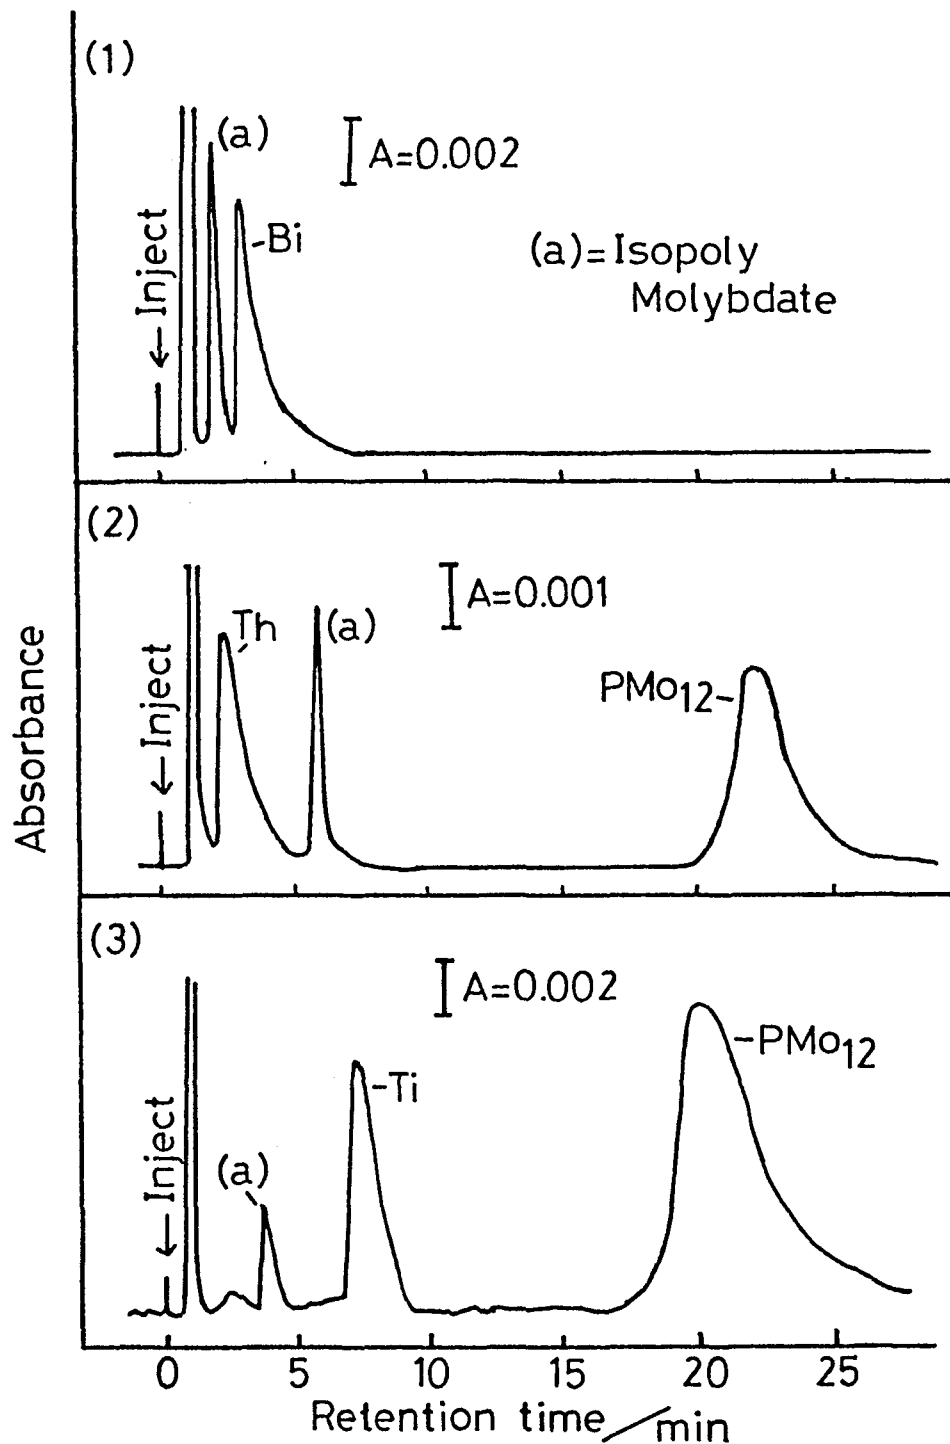 (1)
(a)
A=0.002
-Bi
(a)=Isopoly
Molybdate
←Inject
(2)
A=0.001
Th
(a)
PMo12-
←Inject
(3)
A=0.002
-PMo12
-Ti
(a)
←Inject
Absorbance
0 5 10 15 20 25
Retention time/min